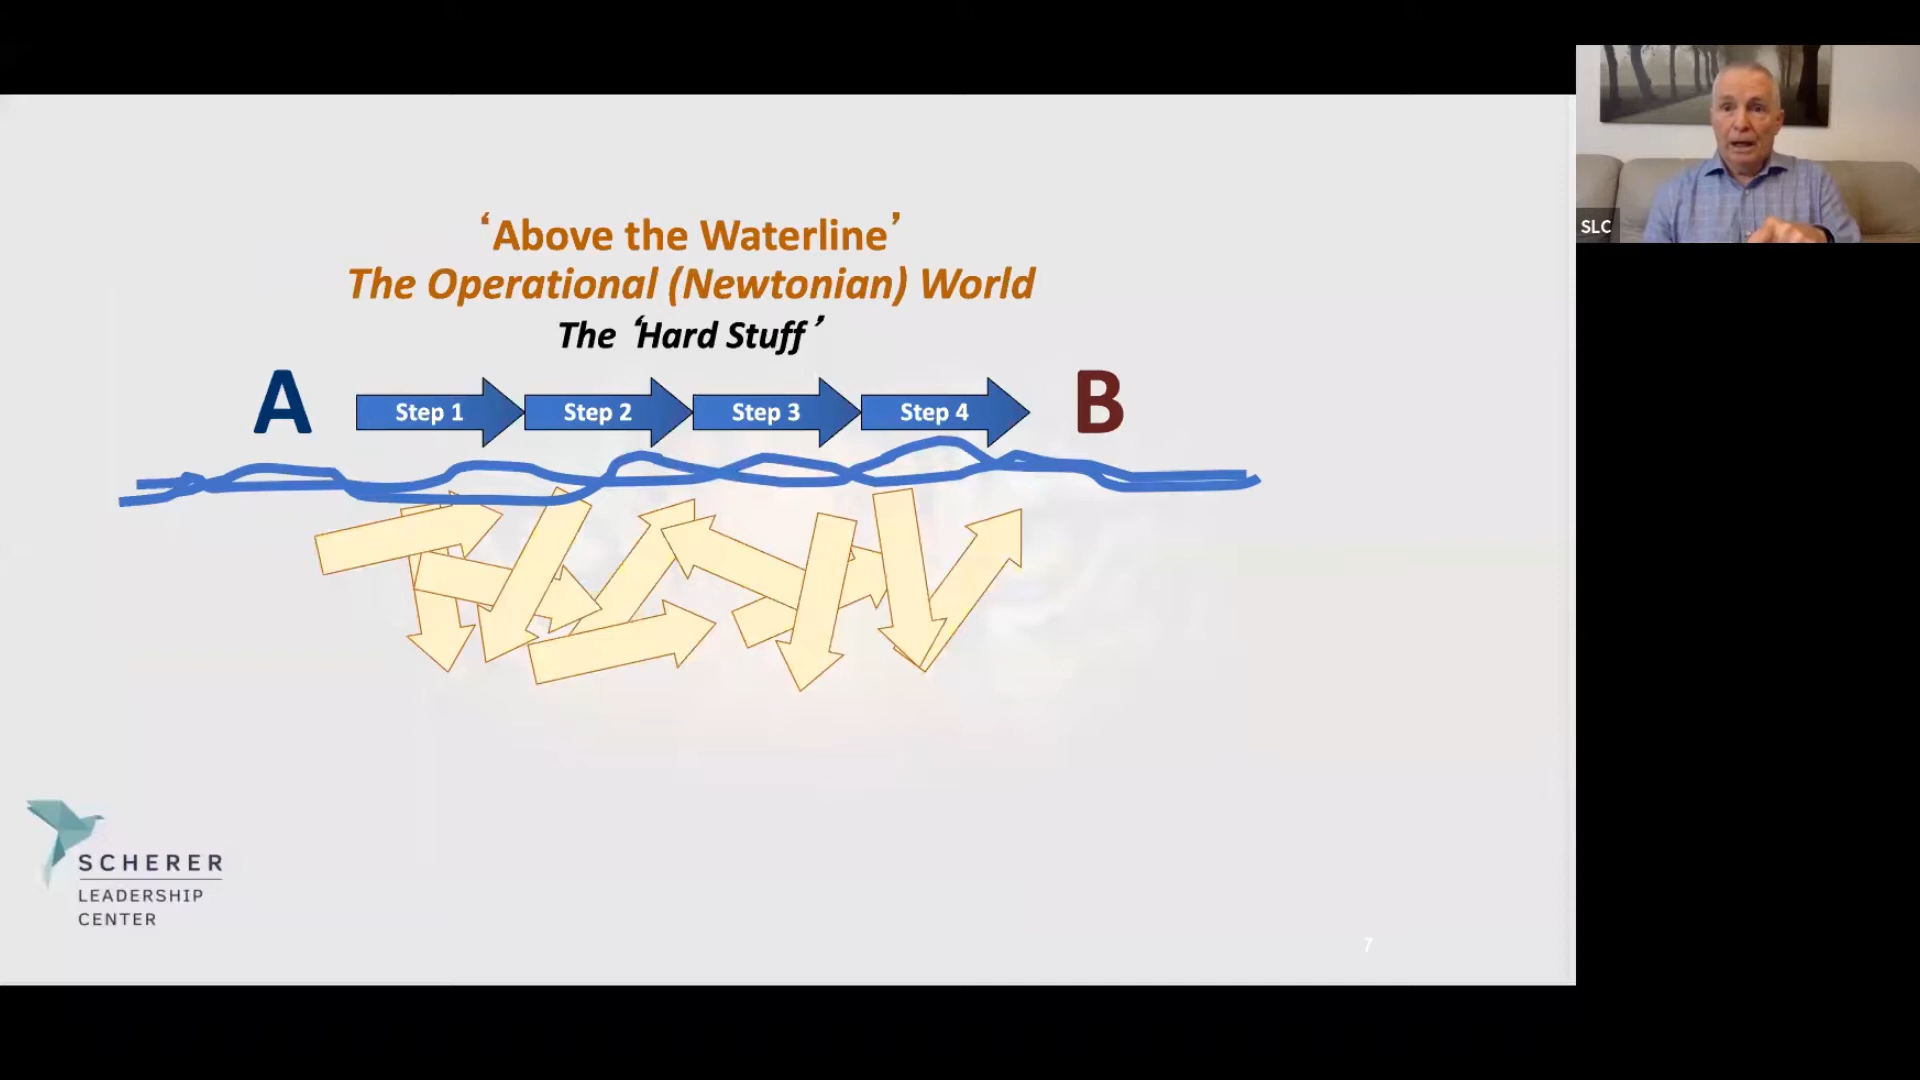 ‘Above the Waterline’
The Operational (Newtonian) World
The ‘Hard Stuff’
A
Step 1
Step 2
Step 3
Step 4
B
SLC
SCHERER
LEADERSHIP
CENTER
7